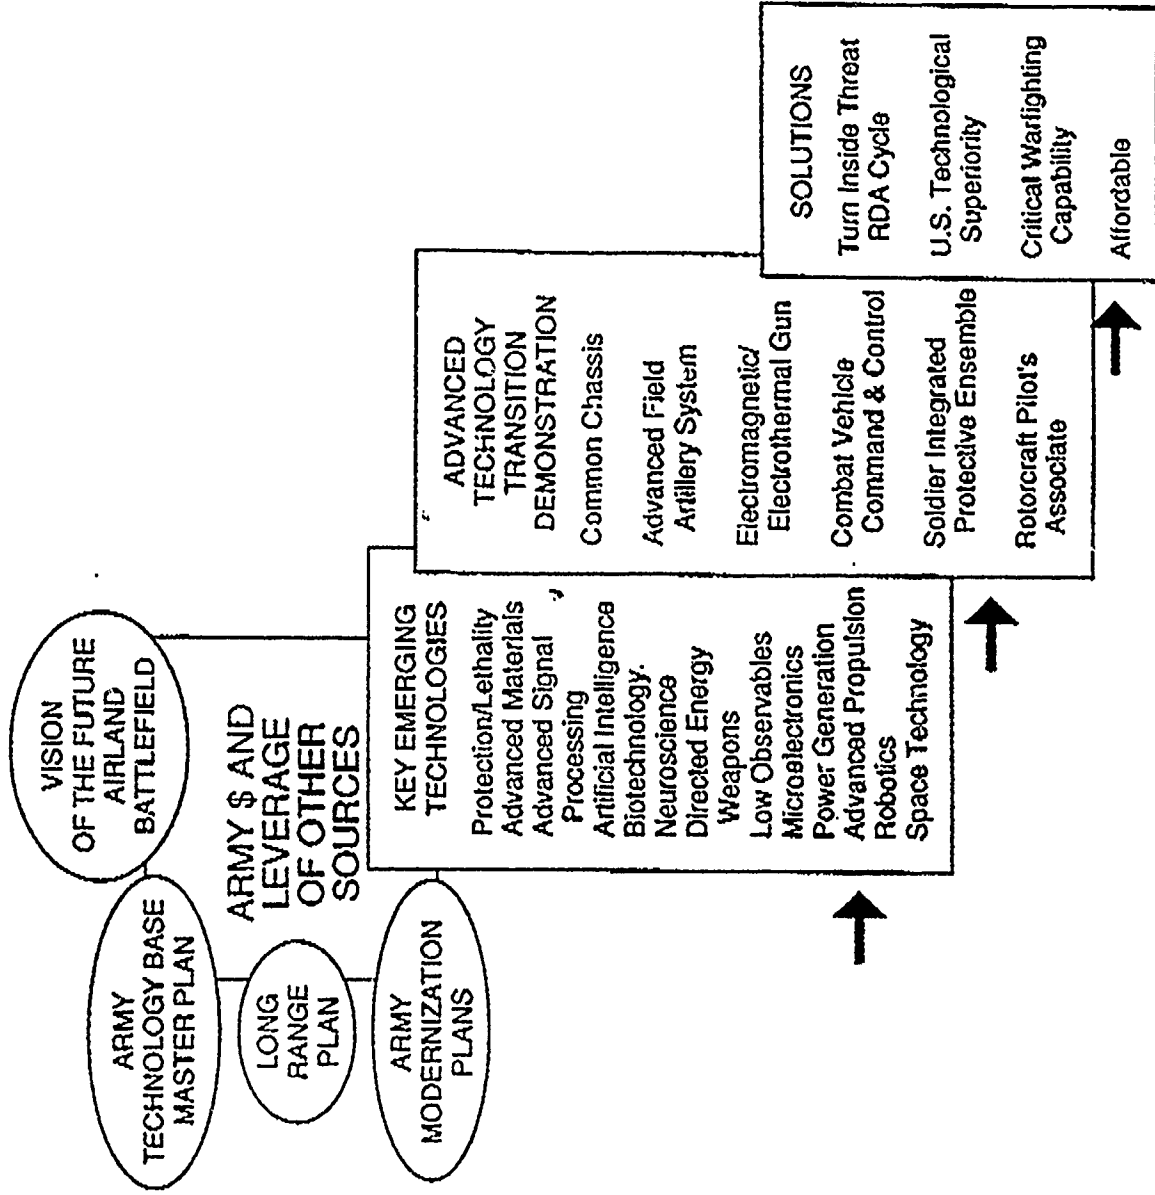 VISION
OF THE FUTURE
AIRLAND
BATTLEFIELD
ARMY
TECHNOLOGY BASE
MASTER PLAN
LONG
RANGE
PLAN
ARMY
MODERNIZATION
PLANS
ARMY $ AND
LEVERAGE
OF OTHER
SOURCES
KEY EMERGING
TECHNOLOGIES
Protection/Lethality
Advanced Materials
Advanced Signal
Processing
Artificial Intelligence
Biotechnology.
Neuroscience
Directed Energy
Weapons
Low Observables
Microelectronics
Power Generation
Advanced Propulsion
Robotics
Space Technology
ADVANCED
TECHNOLOGY
TRANSITION
DEMONSTRATION
Common Chassis
Advanced Field
Artillery System
Electromagnetic/
Electrothermal Gun
Combat Vehicle
Command & Control
Soldier Integrated
Protective Ensemble
Rotorcraft Pilot's
Associate
SOLUTIONS
Turn Inside Threat
RDA Cycle
U.S. Technological
Superiority
Critical Warfighting
Capability
Affordable